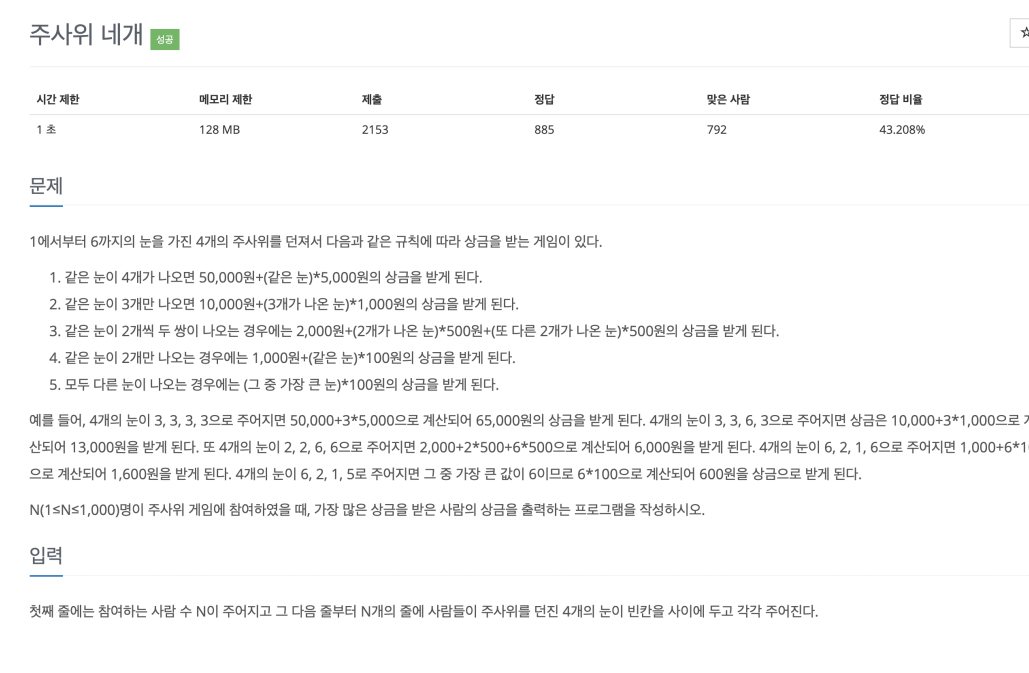 주사위 네개 성공
시간 제한 메모리 제한 제출 정답 맞은 사람 정답 비율
1 초 128 MB 2153 885 792 43.208%
문제
1에서부터 6까지의 눈을 가진 4개의 주사위를 던져서 다음과 같은 규칙에 따라 상금을 받는 게임이 있다.
1. 같은 눈이 4개가 나오면 50,000원+(같은 눈)*5,000원의 상금을 받게 된다.
2. 같은 눈이 3개만 나오면 10,000원+(3개가 나온 눈)*1,000원의 상금을 받게 된다.
3. 같은 눈이 2개씩 두 쌍이 나오는 경우에는 2,000원+(2개가 나온 눈)*500원+(또 다른 2개가 나온 눈)*500원의 상금을 받게 된다.
4. 같은 눈이 2개만 나오는 경우에는 1,000원+(같은 눈)*100원의 상금을 받게 된다.
5. 모두 다른 눈이 나오는 경우에는 (그 중 가장 큰 눈)*100원의 상금을 받게 된다.
예를 들어, 4개의 눈이 3, 3, 3, 3으로 주어지면 50,000+3*5,000으로 계산되어 65,000원의 상금을 받게 된다. 4개의 눈이 3, 3, 6, 3으로 주어지면 상금은 10,000+3*1,000으로
산되어 13,000원을 받게 된다. 또 4개의 눈이 2, 2, 6, 6으로 주어지면 2,000+2*500+6*500으로 계산되어 6,000원을 받게 된다. 4개의 눈이 6, 2, 1, 6으로 주어지면
으로 계산되어 1,600원을 받게 된다. 4개의 눈이 6, 2, 1, 5로 주어지면 그 중 가장 큰 값이 6이므로 6*100으로 계산되어 600원을 상금으로 받게 된다.
N(1≤N≤1,000)명이 주사위 게임에 참여하였을 때, 가장 많은 상금을 받은 사람의 상금을 출력하는 프로그램을 작성하시오.
입력
첫째 줄에는 참여하는 사람 수 N이 주어지고 그 다음 줄부터 N개의 줄에 사람들이 주사위를 던진 4개의 눈이 빈칸을 사이에 두고 각각 주어진다.